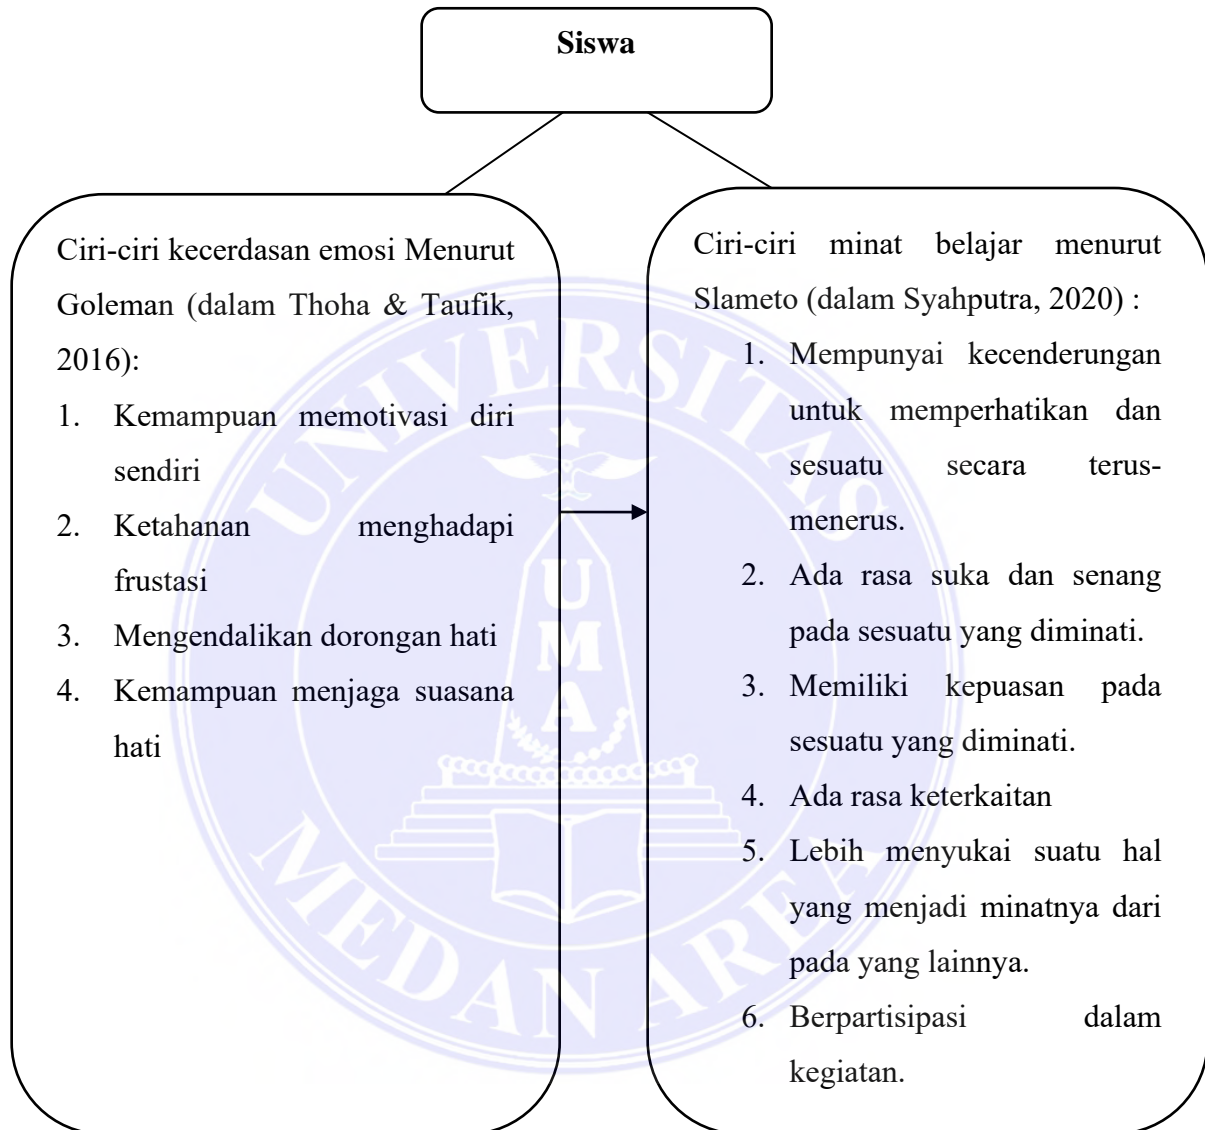 Siswa
Ciri-ciri kecerdasan emosi Menurut
Goleman (dalam Thoha & Taufik,
2016):
1. Kemampuan memotivasi diri
sendiri
2. Ketahanan menghadapi
frustasi
3. Mengendalikan dorongan hati
4. Kemampuan menjaga suasana
hati
Ciri-ciri minat belajar menurut
Slameto (dalam Syahputra, 2020) :
1. Mempunyai kecenderungan
untuk memperhatikan dan
sesuatu secara terus-
menerus.
2. Ada rasa suka dan senang
pada sesuatu yang diminati.
3. Memiliki kepuasan pada
sesuatu yang diminati.
4. Ada rasa keterkaitan
5. Lebih menyukai suatu hal
yang menjadi minatnya dari
pada yang lainnya.
6. Berpartisipasi dalam
kegiatan.
UNIVERSITAS
UMA
MEDAN AREA